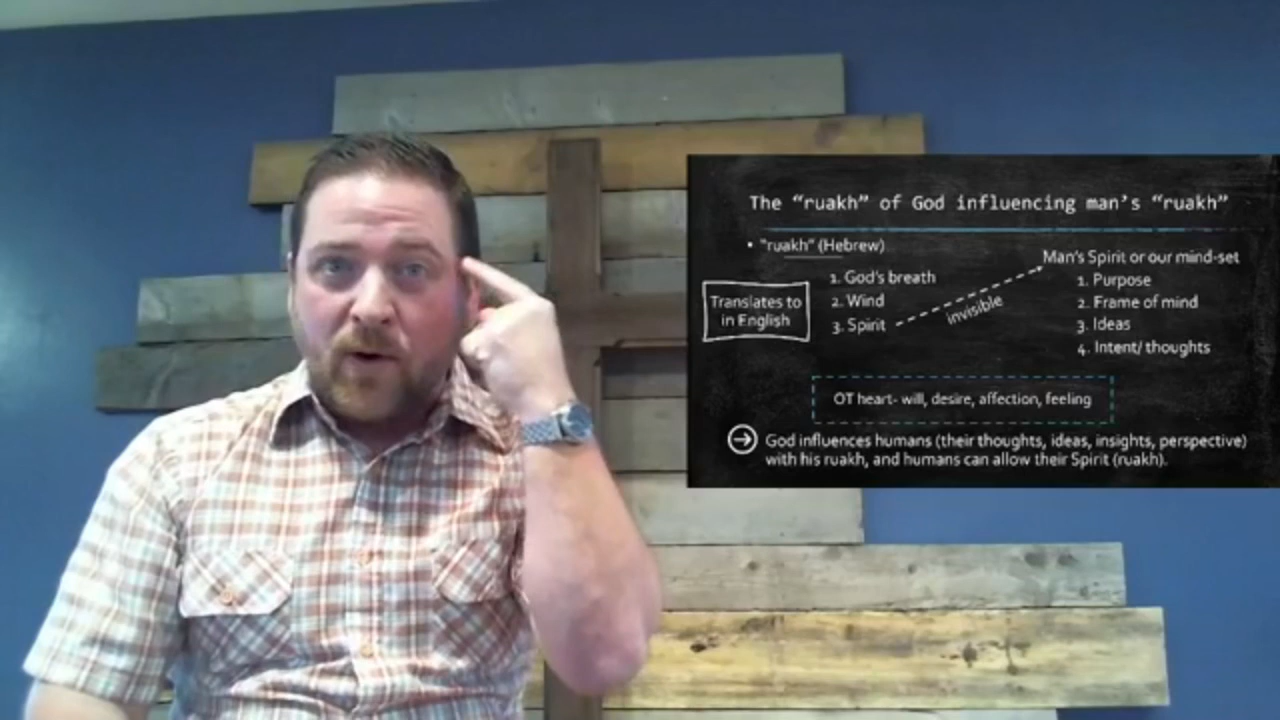 The “ruakh” of God influencing man’s “ruakh”
• “ruakh” (Hebrew)
Translates to
in English
1. God’s breath
2. Wind
3. Spirit
invisible
Man’s Spirit or our mind-set
1. Purpose
2. Frame of mind
3. Ideas
4. Intent/ thoughts
OT heart- will, desire, affection, feeling
God influences humans (their thoughts, ideas, insights, perspective)
with his ruakh, and humans can allow their Spirit (ruakh).